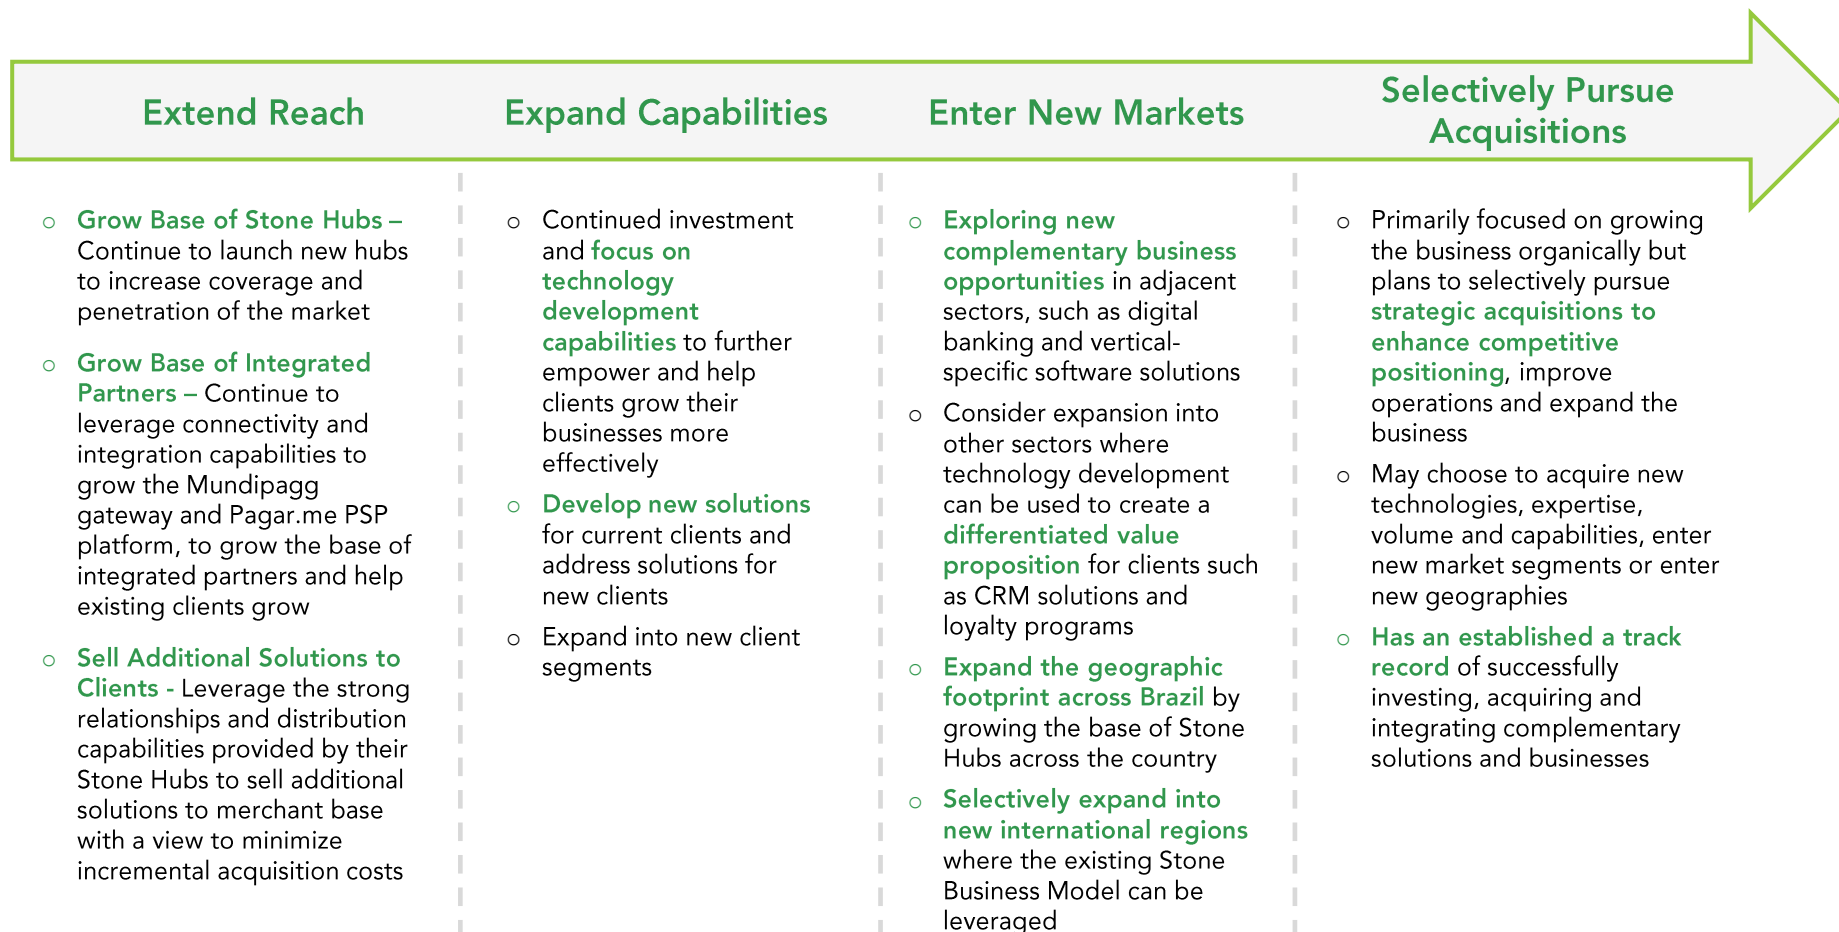 Extend Reach
Expand Capabilities
Enter New Markets
Selectively Pursue
Acquisitions
○ Grow Base of Stone Hubs –
Continue to launch new hubs
to increase coverage and
penetration of the market
○ Grow Base of Integrated
Partners – Continue to
leverage connectivity and
integration capabilities to
grow the Mundipagg
gateway and Pagar.me PSP
platform, to grow the base of
integrated partners and help
existing clients grow
○ Sell Additional Solutions to
Clients - Leverage the strong
relationships and distribution
capabilities provided by their
Stone Hubs to sell additional
solutions to merchant base
with a view to minimize
incremental acquisition costs
○ Continued investment
and focus on
technology
development
capabilities to further
empower and help
clients grow their
businesses more
effectively
○ Develop new solutions
for current clients and
address solutions for
new clients
○ Expand into new client
segments
○ Exploring new
complementary business
opportunities in adjacent
sectors, such as digital
banking and vertical-
specific software solutions
○ Consider expansion into
other sectors where
technology development
can be used to create a
differentiated value
proposition for clients such
as CRM solutions and
loyalty programs
○ Expand the geographic
footprint across Brazil by
growing the base of Stone
Hubs across the country
○ Selectively expand into
new international regions
where the existing Stone
Business Model can be
leveraged
○ Primarily focused on growing
the business organically but
plans to selectively pursue
strategic acquisitions to
enhance competitive
positioning, improve
operations and expand the
business
○ May choose to acquire new
technologies, expertise,
volume and capabilities, enter
new market segments or enter
new geographies
○ Has an established a track
record of successfully
investing, acquiring and
integrating complementary
solutions and businesses